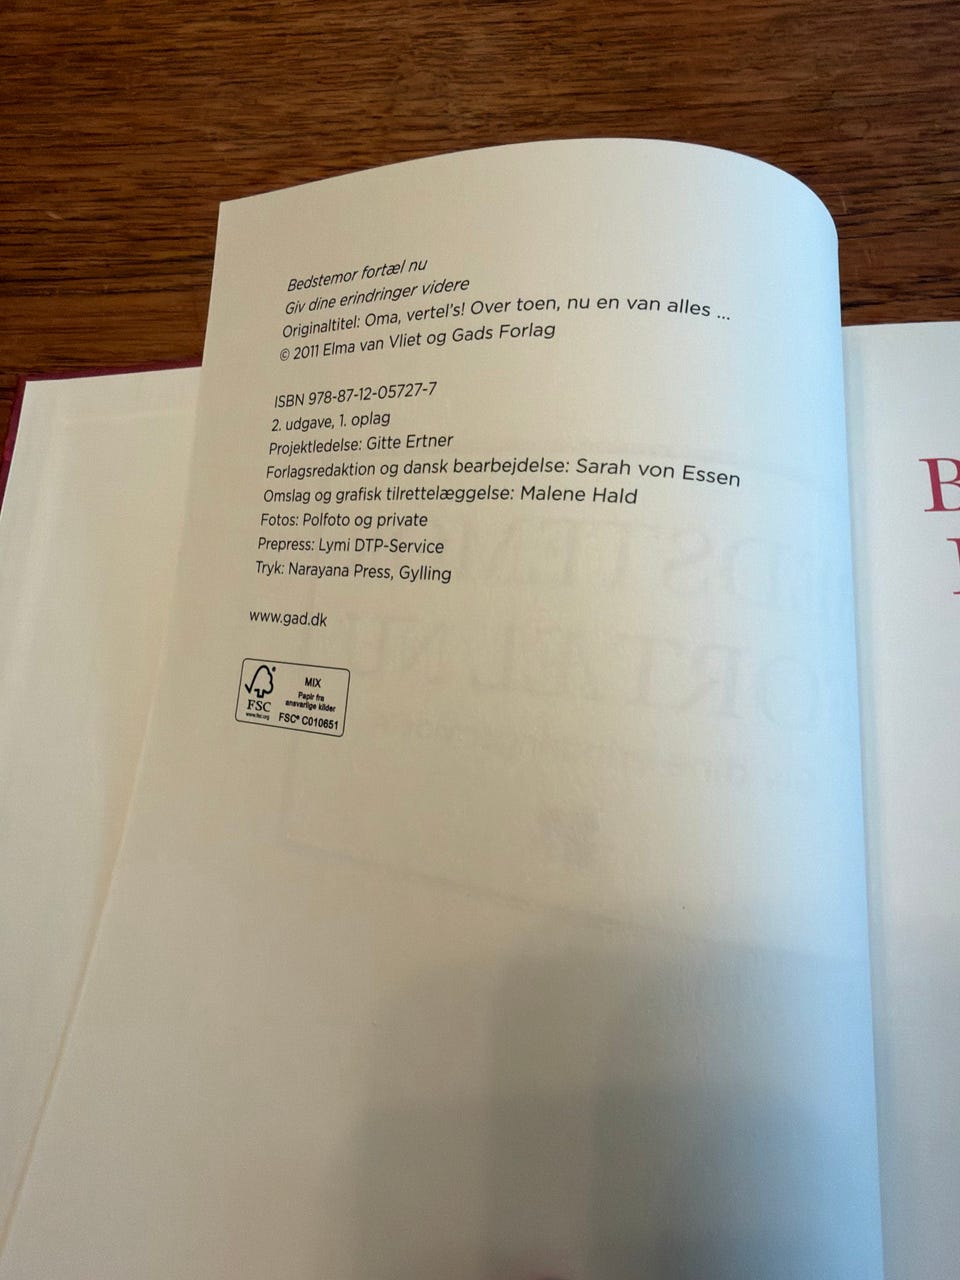 Bedstemor fortæl nu
Giv dine erindringer videre
Originaltitel: Oma, vertel's! Over toen, nu en van alles ...
© 2011 Elma van Vliet og Gads Forlag
ISBN 978-87-12-05727-7
2. udgave, 1. oplag
Projektledelse: Gitte Ertner
Forlagsredaktion og dansk bearbejdelse: Sarah von Essen
Omslag og grafisk tilrettelæggelse: Malene Hald
Fotos: Polfoto og private
Prepress: Lymi DTP-Service
Tryk: Narayana Press, Gylling
www.gad.dk
FSC
www.fsc.org
MIX
Papir fra
ansvarlige kilder
FSC® C010651
B